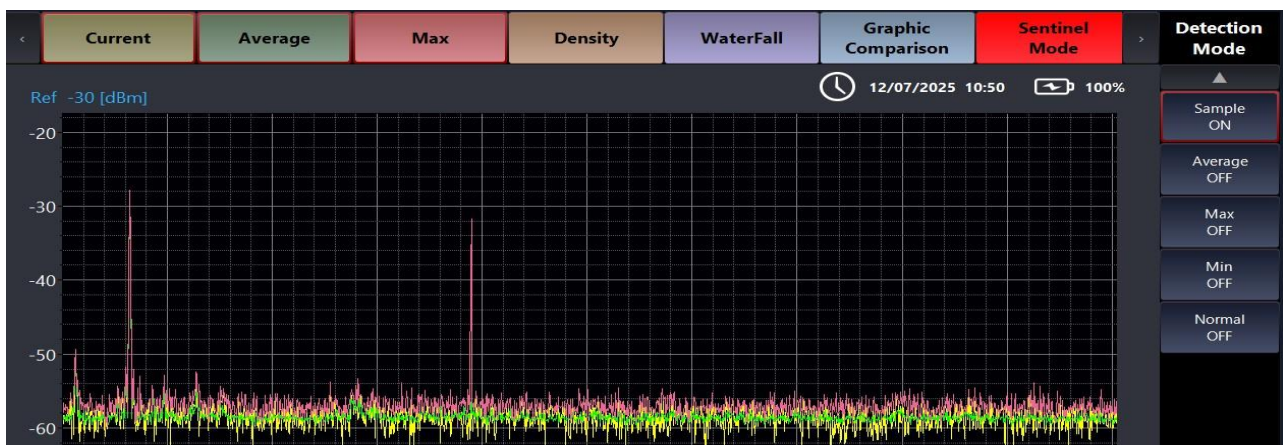 Current
Average
Max
Density
WaterFall
Graphic
Comparison
Sentinel
Mode
Detection
Mode
Ref -30 [dBm]
12/07/2025 10:50
100%
-20
-30
-40
-50
-60
Sample
ON
Average
OFF
Max
OFF
Min
OFF
Normal
OFF